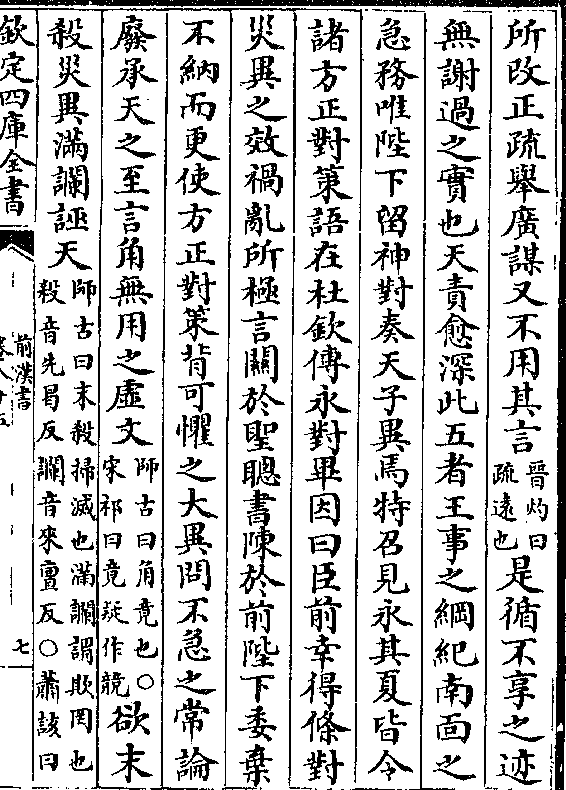 所改正疏舉廣謀又不用其言晉灼曰疏遠也是循不享之迹
無謝過之實也天責愈深此五者王事之綱紀南面之
急務唯陛下留神對奏天子異焉特召見永其夏皆令
諸方正對策語在杜欽傳永對畢因曰臣前幸得條對
災異之效禍亂所極言關於聖聰書陳於前陛下委棄
不納而更使方正對策背可懼之大異問不急之常論
廢承天之至言角無用之虛文師古曰角竟也○宋祁曰竟疑作競欲末
殺災異滿讕誣天師古曰末殺掃滅也滿讕謂欺罔也殺音先曷反讕音來亶反○蕭該曰
欽定四庫全書
前漢書
卷八十五
七